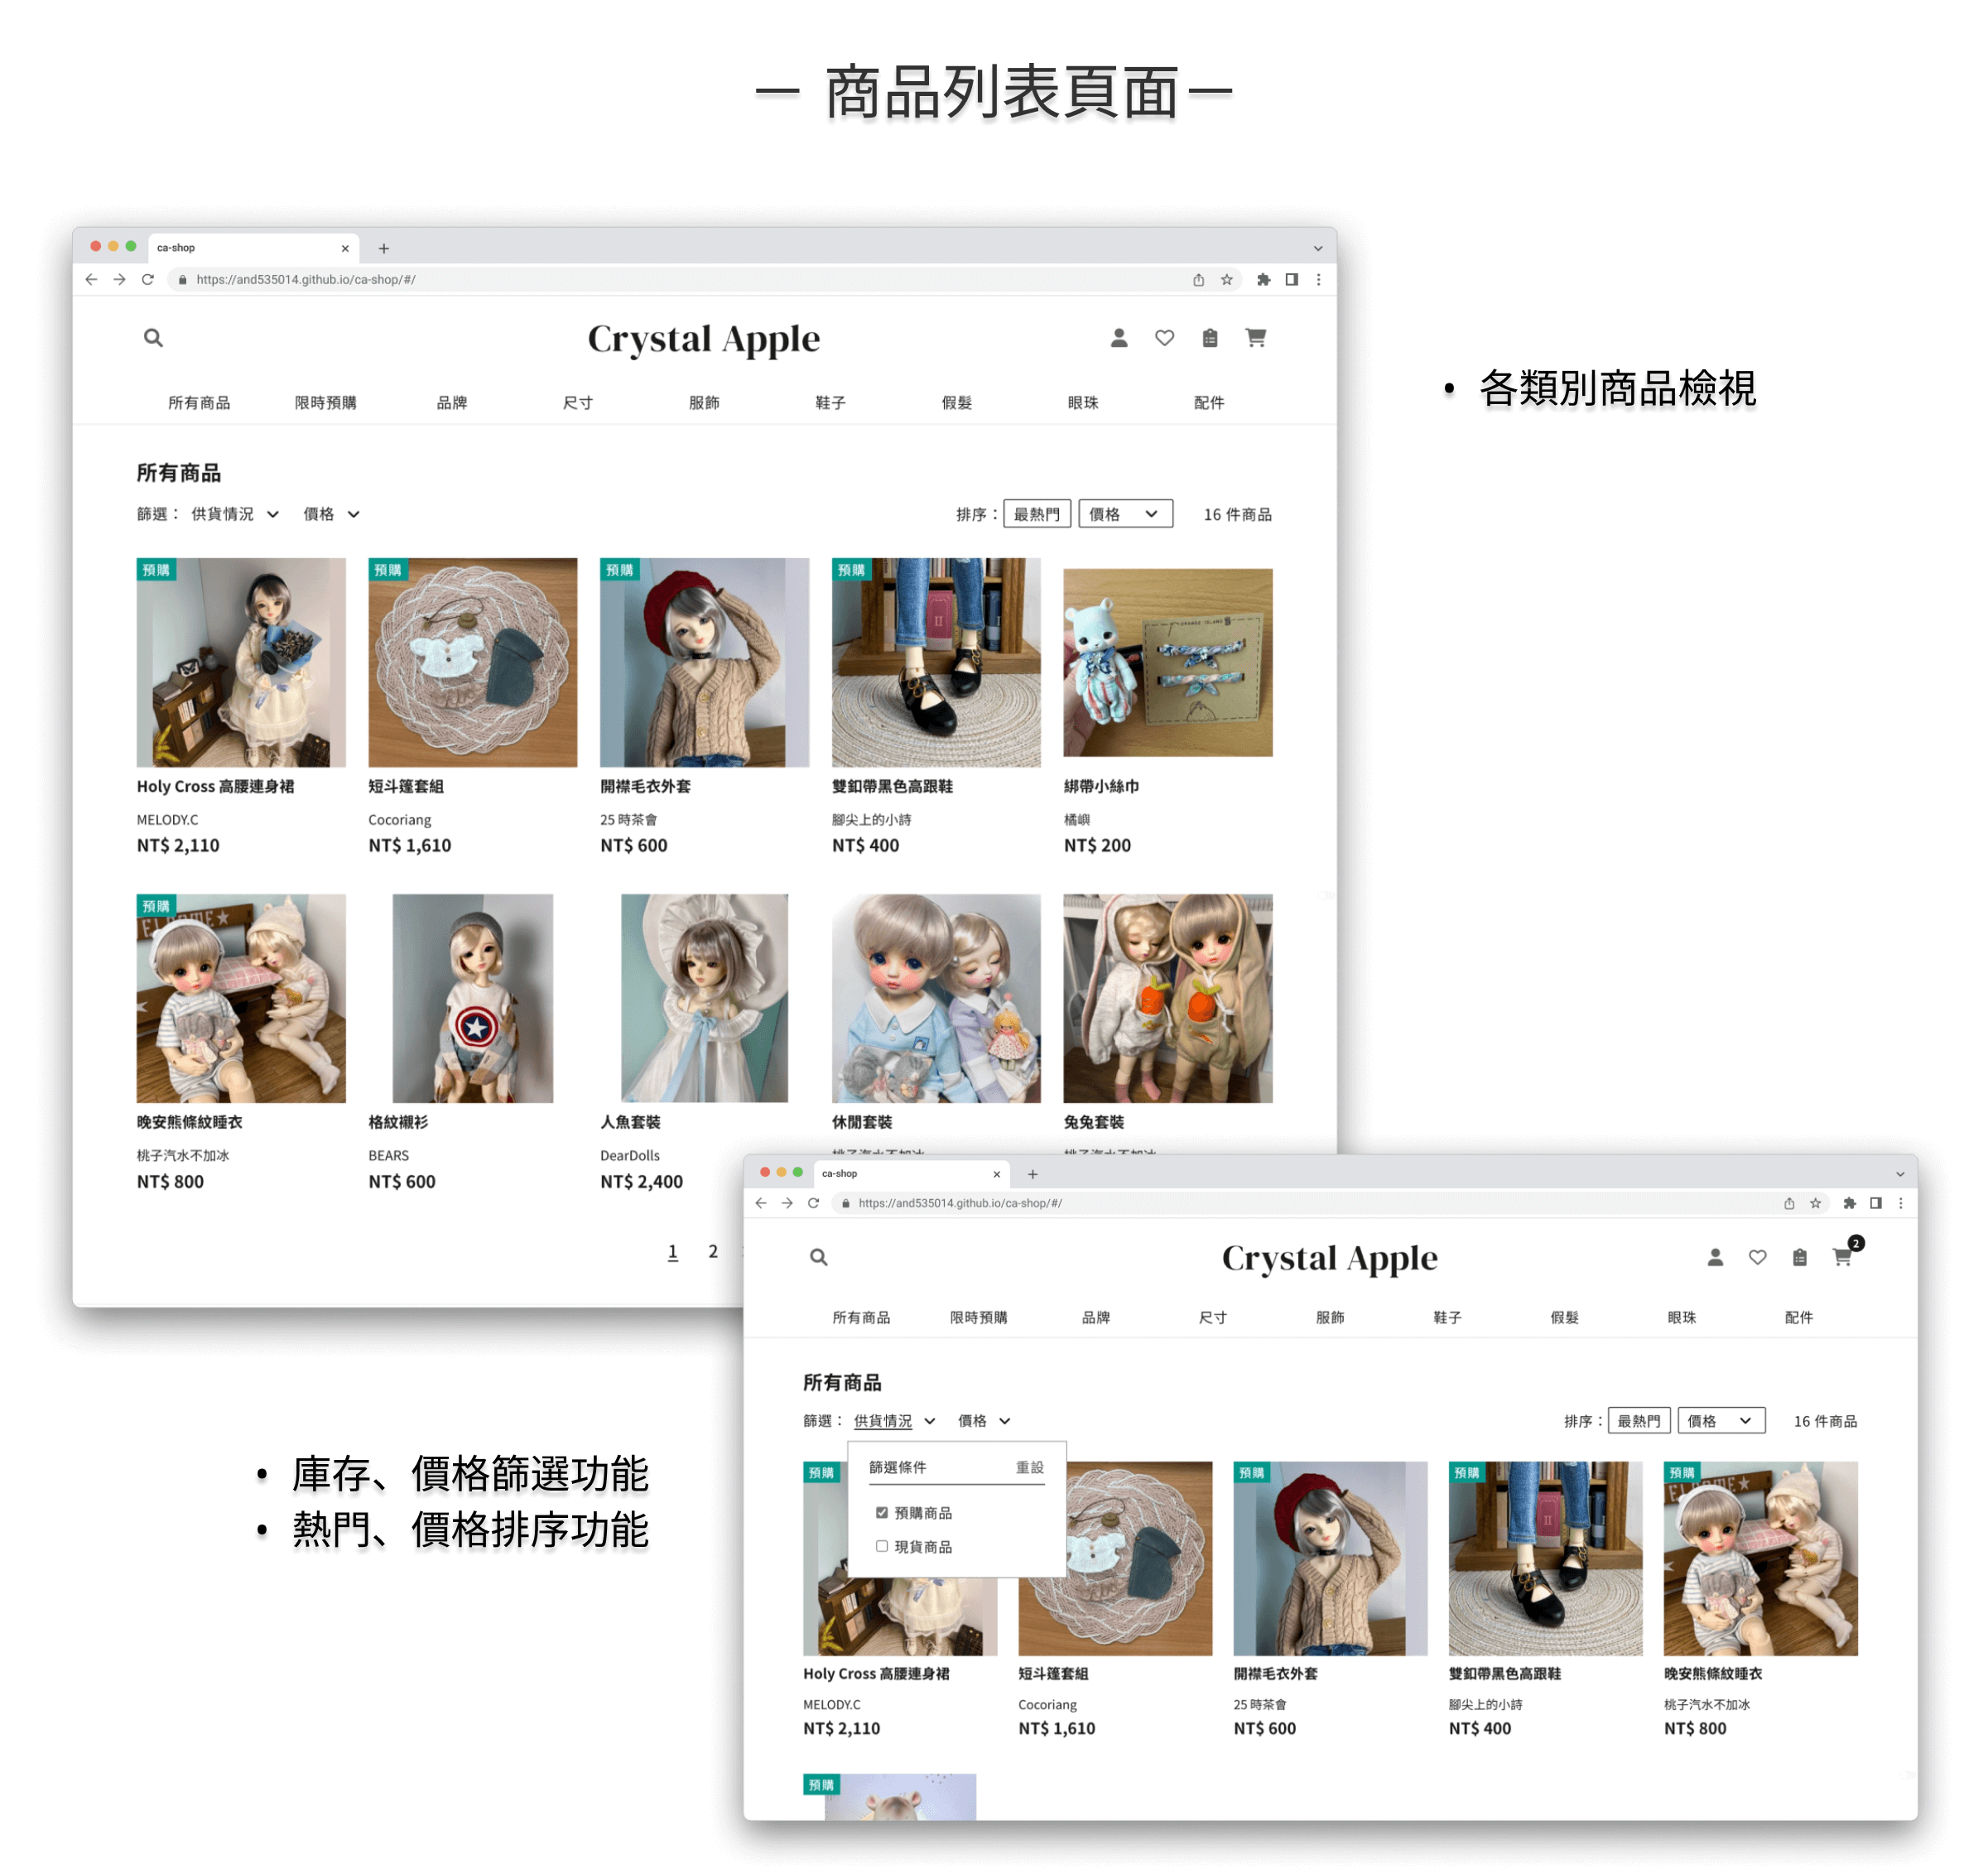 — 商品列表頁面 —
ca-shop
https://and535014.github.io/ca-shop/#/
Crystal Apple
所有商品 限時預購 品牌 尺寸 服飾 鞋子 假髮 眼珠 配件
• 各類別商品檢視
所有商品
篩選： 供貨情況 價格 排序： 最熱門 價格 16 件商品
預購 預購 預購 預購
Holy Cross 高腰連身裙 短斗篷套組 開襟毛衣外套 雙釦帶黑色高跟鞋 綁帶小絲巾
MELODY.C Cocoriang 25 時茶會 腳尖上的小詩 橘嶼
NT$ 2,110 NT$ 1,610 NT$ 600 NT$ 400 NT$ 200
預購
晚安熊條紋睡衣 格紋襯衫 人魚套裝 休閒套裝 兔兔套裝
桃子汽水不加冰 BEARS DearDolls 桃子汽水不加冰 桃子汽水不加冰
NT$ 800 NT$ 600 NT$ 2,400
1 2
ca-shop
https://and535014.github.io/ca-shop/#/
2
Crystal Apple
所有商品 限時預購 品牌 尺寸 服飾 鞋子 假髮 眼珠 配件
所有商品
篩選： 供貨情況 價格 排序： 最熱門 價格 16 件商品
篩選條件 重設
預購商品
現貨商品
預購 預購 預購 預購
Holy Cross 高腰連身裙 短斗篷套組 開襟毛衣外套 雙釦帶黑色高跟鞋 晚安熊條紋睡衣
MELODY.C Cocoriang 25 時茶會 腳尖上的小詩 桃子汽水不加冰
NT$ 2,110 NT$ 1,610 NT$ 600 NT$ 400 NT$ 800
預購
• 庫存、價格篩選功能
• 熱門、價格排序功能